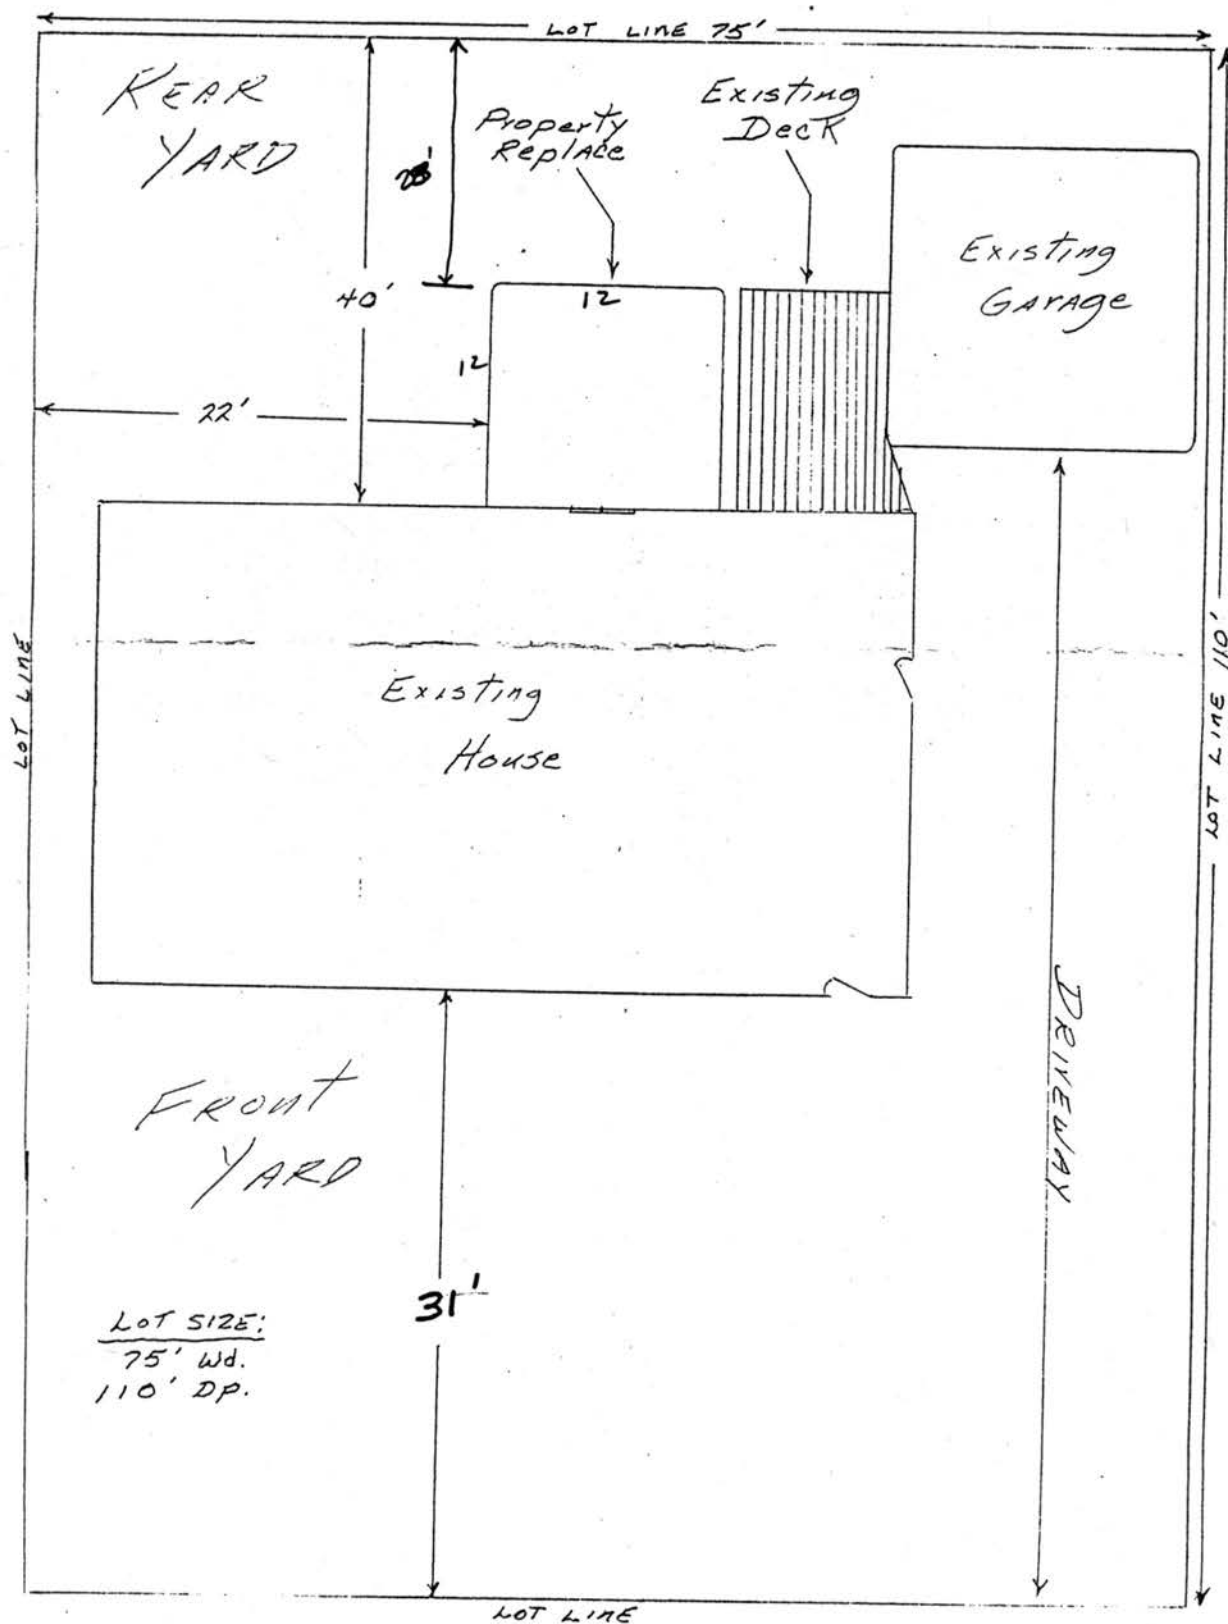 LOT LINE 75'
REAR
YARD
Property
Replace
Existing
Deck
28'
Existing
Garage
40'
12
12
22'
LOT LINE
Existing
House
LOT LINE 110'
DRIVEWAY
FRONT
YARD
31'
LOT SIZE:
75' Wd.
110' DP.
LOT LINE